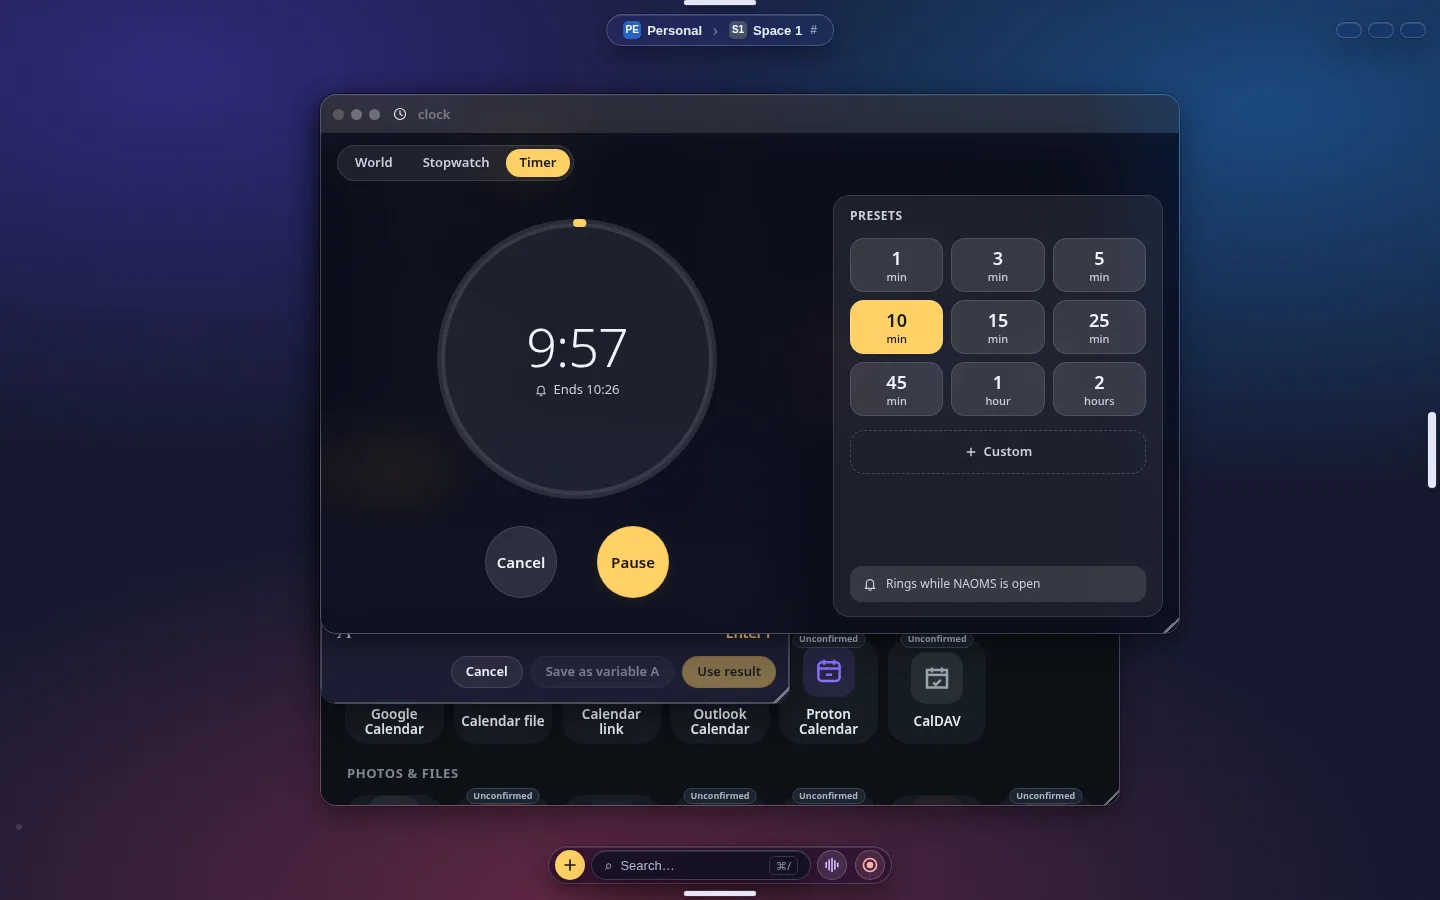 PE Personal › S1 Space 1 #
clock
World Stopwatch Timer
9:57
Ends 10:26
Cancel Pause
PRESETS
1 min
3 min
5 min
10 min
15 min
25 min
45 min
1 hour
2 hours
+ Custom
Rings while NAOMS is open
Cancel Save as variable A Use result
Unconfirmed Unconfirmed
Google Calendar
Calendar file
Calendar link
Outlook Calendar
Proton Calendar
CalDAV
PHOTOS & FILES
Unconfirmed Unconfirmed Unconfirmed Unconfirmed
Search… ⌘/